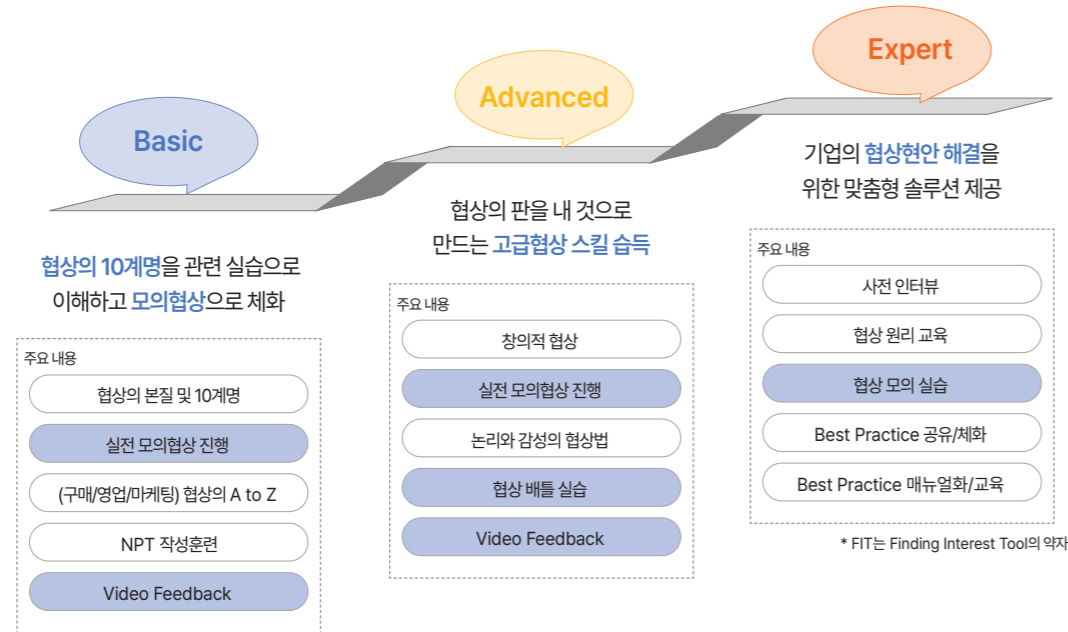 Basic
협상의 10계명을 관련 실습으로
이해하고 모의협상으로 체화
주요 내용
협상의 본질 및 10계명
실전 모의협상 진행
(구매/영업/마케팅) 협상의 A to Z
NPT 작성훈련
Video Feedback
Advanced
협상의 판을 내 것으로
만드는 고급협상 스킬 습득
주요 내용
창의적 협상
실전 모의협상 진행
논리와 감성의 협상법
협상 배틀 실습
Video Feedback
Expert
기업의 협상현안 해결을
위한 맞춤형 솔루션 제공
주요 내용
사전 인터뷰
협상 원리 교육
협상 모의 실습
Best Practice 공유/체화
Best Practice 매뉴얼화/교육
* FIT는 Finding Interest Tool의 약자